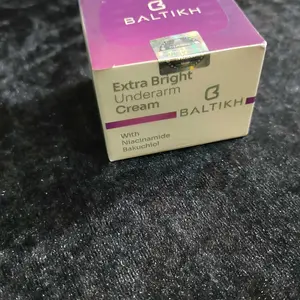 BALTIKH
Extra Bright
Underarm
Cream
BALTIKH
With
Niacinamide
Bakuchiol